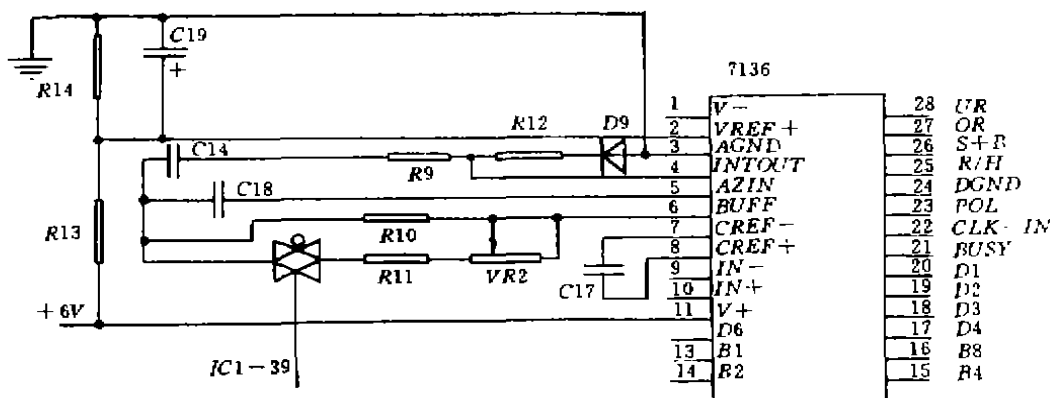 C19
+
R14
7136
1 V- 28 UR
2 VREF+ 27 OR
3 AGND 26 S+R
4 INTOUT 25 R/H
5 AZIN 24 DGND
6 BUFF 23 POL
7 CREF- 22 CLK-IN
8 CREF+ 21 BUSY
9 IN- 20 D1
10 IN+ 19 D2
11 V+ 18 D3
D6 17 D4
13 B1 16 B8
14 B2 15 B4
R12
D9
C14
R9
C18
R13
R10
R11
VR2
C17
+6V
IC1-39